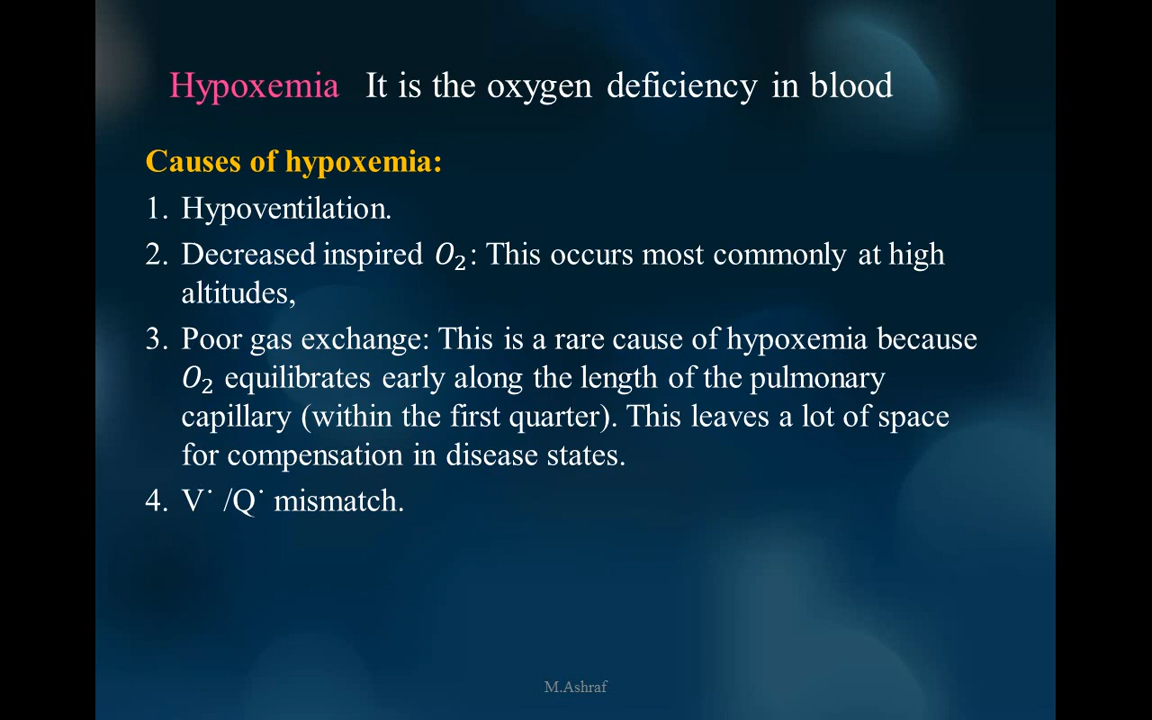 Hypoxemia It is the oxygen deficiency in blood
Causes of hypoxemia:
1. Hypoventilation.
2. Decreased inspired O₂: This occurs most commonly at high
altitudes,
3. Poor gas exchange: This is a rare cause of hypoxemia because
O₂ equilibrates early along the length of the pulmonary
capillary (within the first quarter). This leaves a lot of space
for compensation in disease states.
4. V˙ /Q˙ mismatch.
M.Ashraf